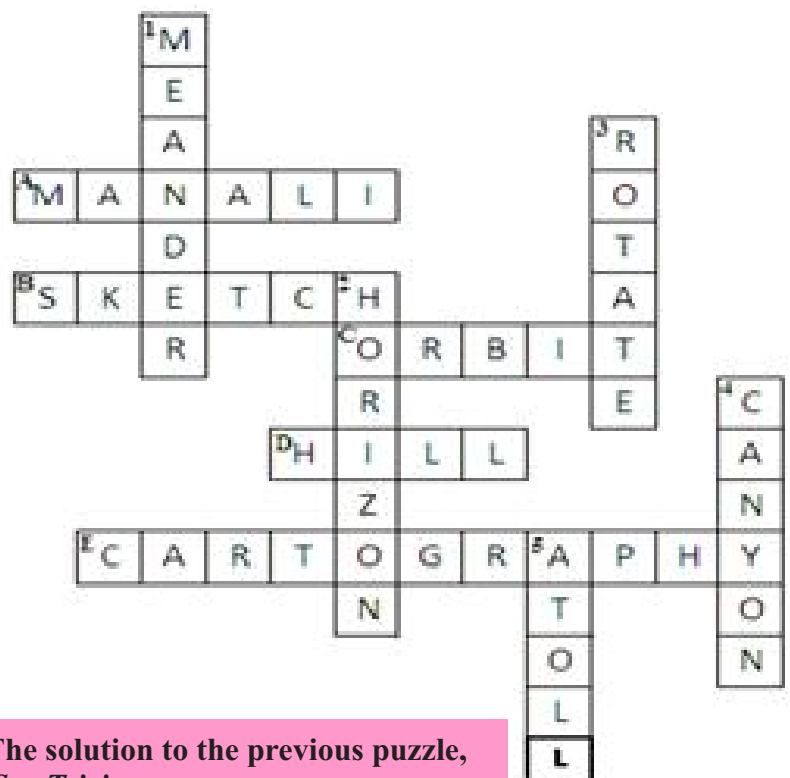 1M
E
A 3R
AM A N A L I O
D T
BS K E T C 2H A
R CO R B I T
R E 4C
DH I L L A
Z N
EC A R T O G R 5A P H Y
N T O
O N
L
The solution to the previous puzzle,
L